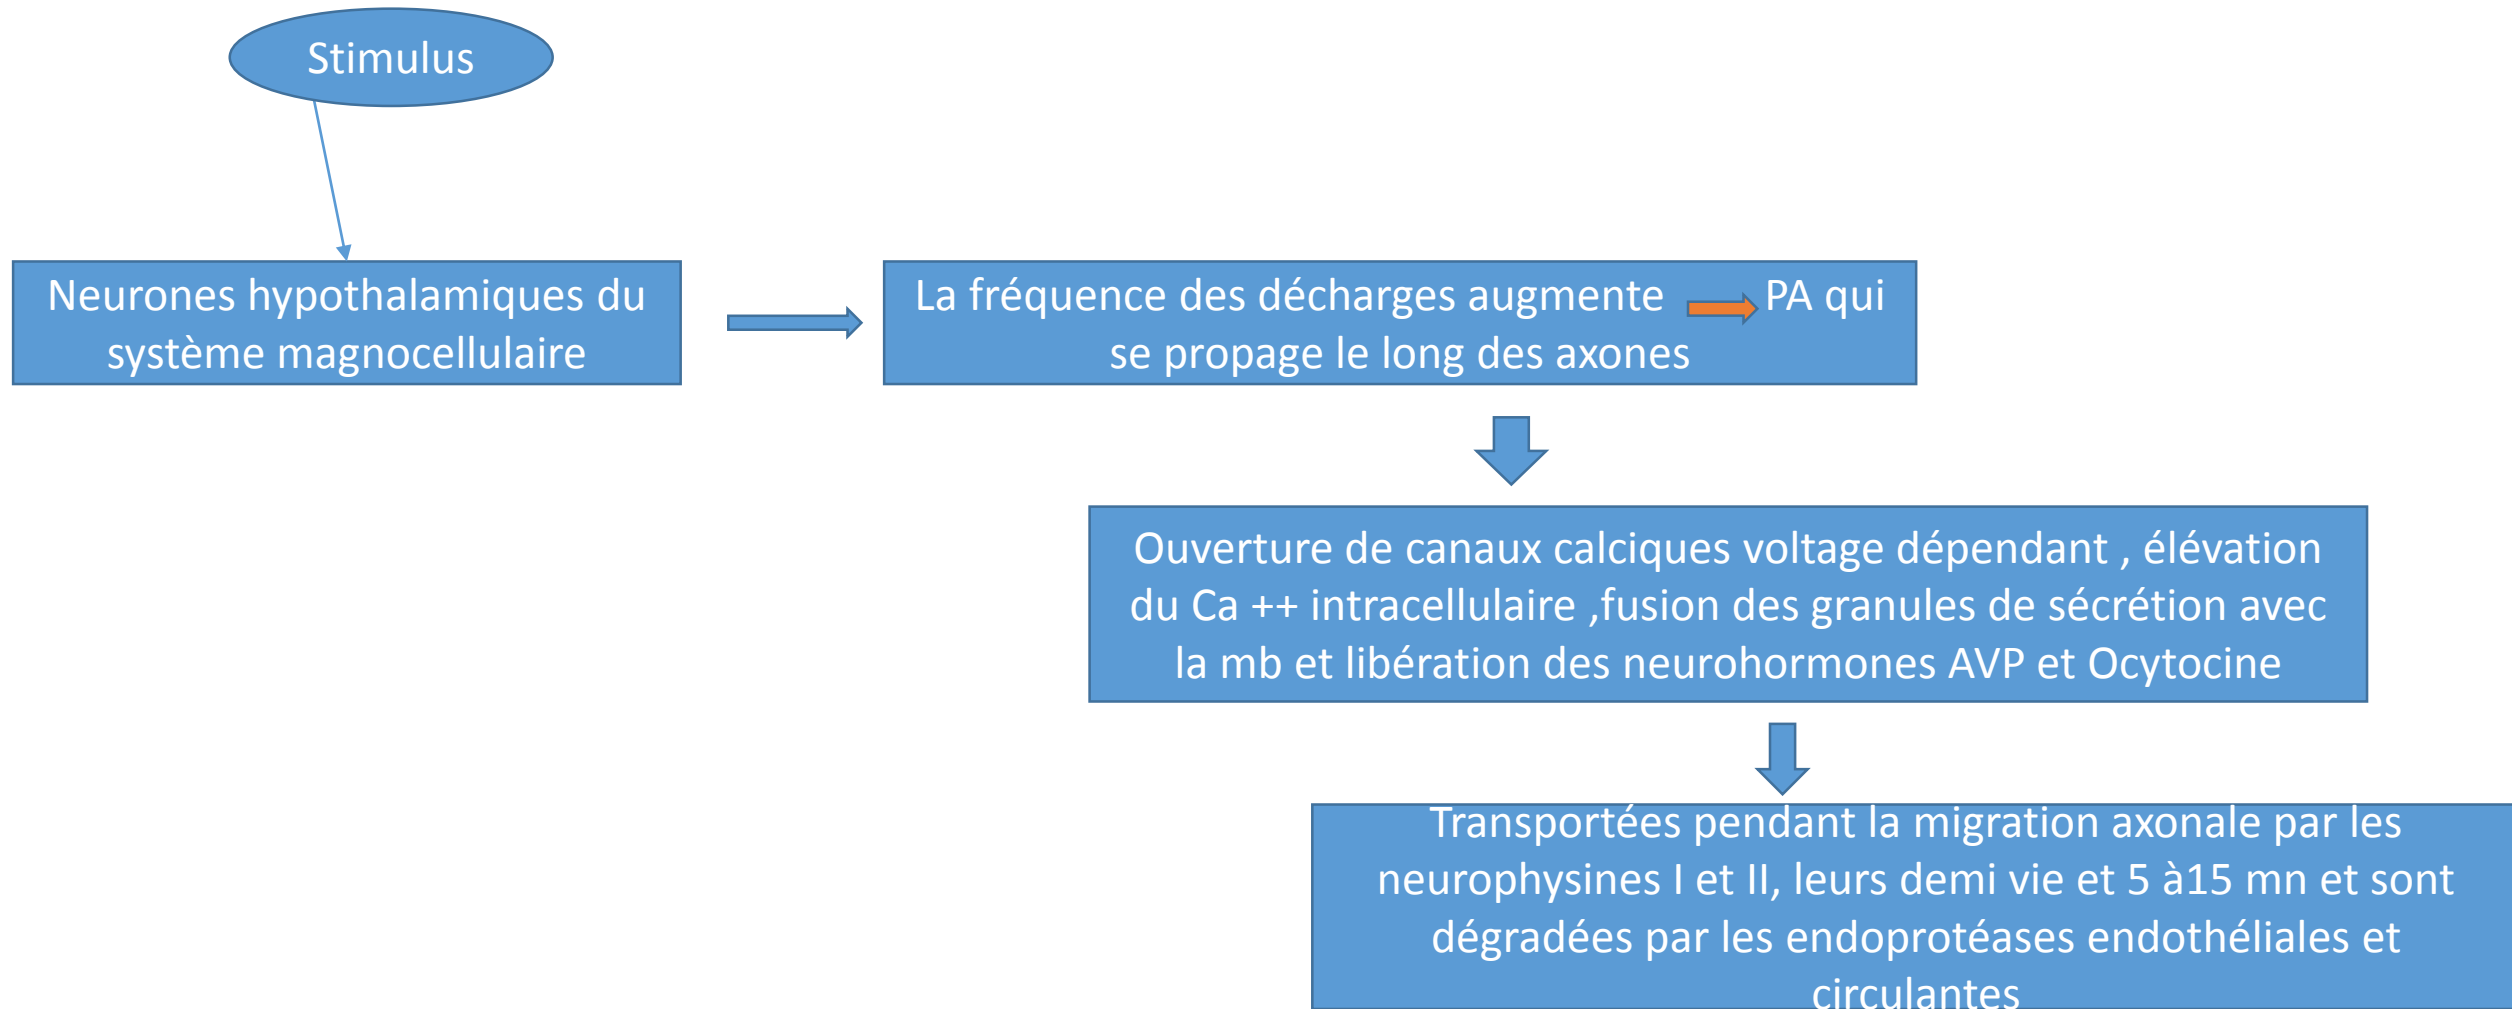 Stimulus
Neurones hypothalamiques du
système magnocellulaire
La fréquence des décharges augmente PA qui
se propage le long des axones
Ouverture de canaux calciques voltage dépendant , élévation
du Ca ++ intracellulaire ,fusion des granules de sécrétion avec
la mb et libération des neurohormones AVP et Ocytocine
Transportées pendant la migration axonale par les
neurophysines I et II, leurs demi vie et 5 à15 mn et sont
dégradées par les endoprotéases endothéliales et
circulantes